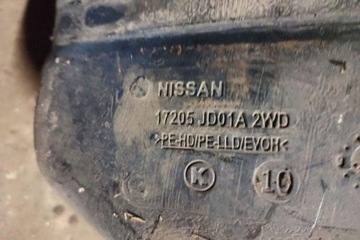 NISSAN
17205 JD01A 2WD
>PE-HD/PE-LLD/EVOH<
K 10